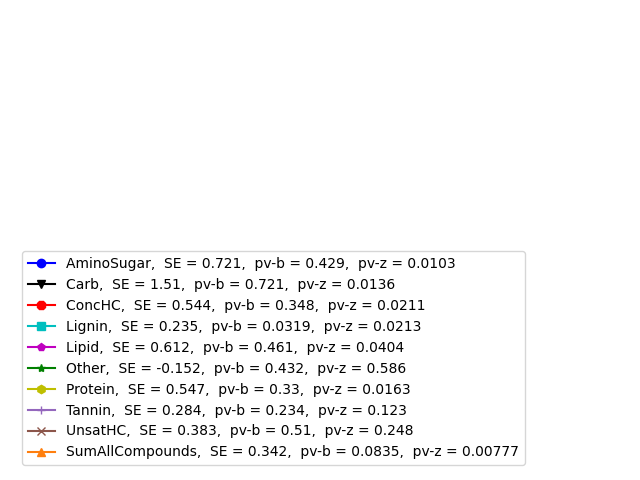 AminoSugar,  SE = 0.721,  pv-b = 0.429,  pv-z = 0.0103
Carb,  SE = 1.51,  pv-b = 0.721,  pv-z = 0.0136
ConcHC,  SE = 0.544,  pv-b = 0.348,  pv-z = 0.0211
Lignin,  SE = 0.235,  pv-b = 0.0319,  pv-z = 0.0213
Lipid,  SE = 0.612,  pv-b = 0.461,  pv-z = 0.0404
Other,  SE = -0.152,  pv-b = 0.432,  pv-z = 0.586
Protein,  SE = 0.547,  pv-b = 0.33,  pv-z = 0.0163
Tannin,  SE = 0.284,  pv-b = 0.234,  pv-z = 0.123
UnsatHC,  SE = 0.383,  pv-b = 0.51,  pv-z = 0.248
SumAllCompounds,  SE = 0.342,  pv-b = 0.0835,  pv-z = 0.00777